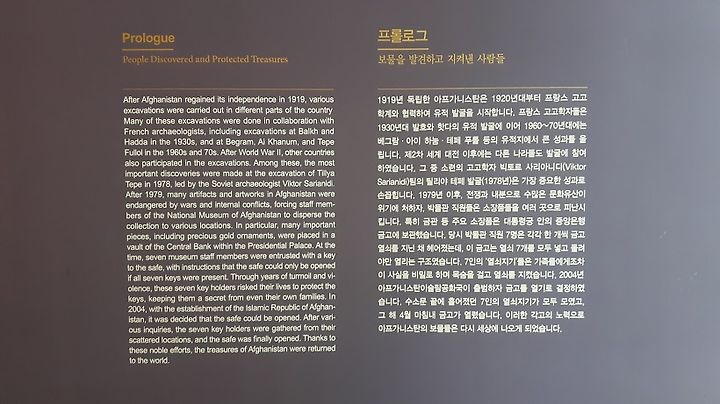 Prologue
People Discovered and Protected Treasures
After Afghanistan regained its independence in 1919, various
excavations were carried out in different parts of the country.
Many of these excavations were done in collaboration with
French archaeologists, including excavations at Balkh and
Hadda in the 1930s, and at Begram, Ai Khanum, and Tepe
Fullol in the 1960s and 70s. After World War II, other countries
also participated in the excavations. Among these, the most
important discoveries were made at the excavation of Tillya
Tepe in 1978, led by the Soviet archaeologist Viktor Sarianidi.
After 1979, many artifacts and artworks in Afghanistan were
endangered by wars and internal conflicts, forcing staff mem-
bers of the National Museum of Afghanistan to disperse the
collection to various locations. In particular, many important
pieces, including precious gold ornaments, were placed in a
vault of the Central Bank within the Presidential Palace. At the
time, seven museum staff members were entrusted with a key
to the safe, with instructions that the safe could only be opened
if all seven keys were present. Through years of turmoil and vi-
olence, these seven key holders risked their lives to protect the
keys, keeping them a secret from even their own families. In
2004, with the establishment of the Islamic Republic of Afghan-
istan, it was decided that the safe could be opened. After vari-
ous inquiries, the seven key holders were gathered from their
scattered locations, and the safe was finally opened. Thanks to
these noble efforts, the treasures of Afghanistan were returned
to the world.
프롤로그
보물을 발견하고 지켜낸 사람들
1919년 독립한 아프가니스탄은 1920년대부터 프랑스 고고
학계와 협력하여 유적 발굴을 시작합니다. 프랑스 고고학자들은
1930년대 발흐와 핫다의 유적 발굴에 이어 1960~70년대에는
베그람·아이 하눔·테페 푸롤 등의 유적지에서 큰 성과를 올
립니다. 제2차 세계 대전 이후에는 다른 나라들도 발굴에 참여
하였습니다. 그 중 소련의 고고학자 빅토르 사리아니디(Viktor
Sarianidi)팀의 틸리야 테페 발굴(1978년)은 가장 중요한 성과로
손꼽힙니다. 1979년 이후, 전쟁과 내분으로 수많은 문화유산이
위기에 처하자, 박물관 직원들은 소장품들을 여러 곳으로 피난시
킵니다. 특히 금관 등 주요 소장품들은 대통령궁 안의 중앙은행
금고에 보관했습니다. 당시 박물관 직원 7명은 각각 한 개씩 금고
열쇠를 지닌 채 헤어졌는데, 이 금고는 열쇠 7개를 모두 넣고 돌려
야만 열리는 구조였습니다. 7인의 '열쇠지기'들은 가족들에게조차
이 사실을 비밀로 하며 목숨을 걸고 열쇠를 지켰습니다. 2004년
아프가니스탄이슬람공화국이 출범하자 금고를 열기로 결정하였
습니다. 수소문 끝에 흩어졌던 7인의 열쇠지기가 모두 모였고,
그 해 4월 마침내 금고가 열렸습니다. 이러한 각고의 노력으로
아프가니스탄의 보물들은 다시 세상에 나오게 되었습니다.